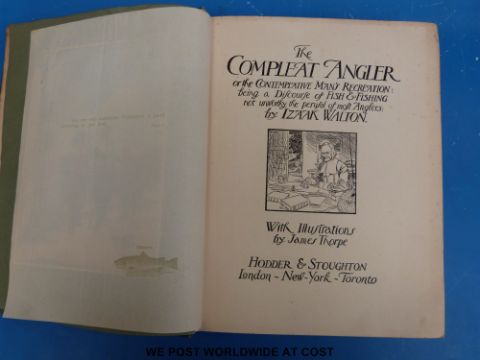 The
COMPLEAT ANGLER
or the CONTEMPLATIVE MAN'S RECREATION:
being a Discourse of FISH & FISHING
not unworthy the perusal of most Anglers:
by IZAAK WALTON.
With Illustrations
by James Thorpe
HODDER & STOUGHTON
London - New-York - Toronto
WE POST WORLDWIDE AT COST